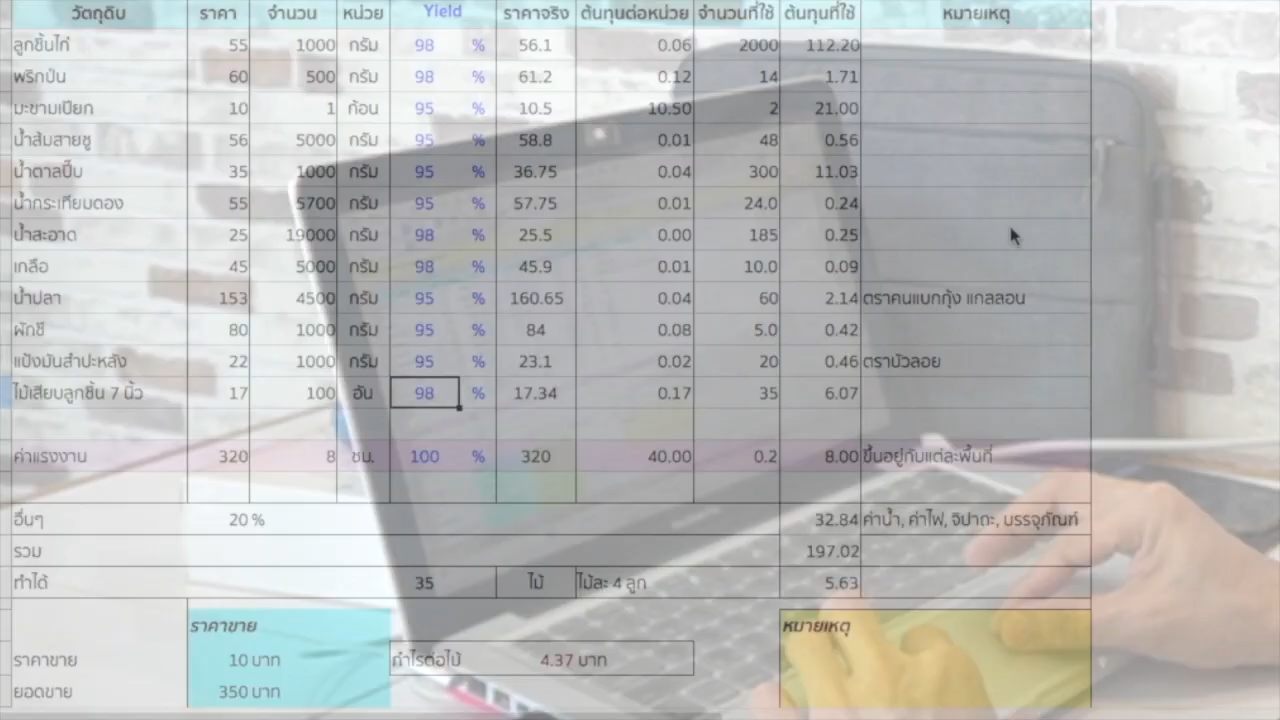 วัตถุดิบ ราคา จำนวน หน่วย Yield ราคาจริง ต้นทุนต่อหน่วย จำนวนที่ใช้ ต้นทุนที่ใช้ หมายเหตุ
ลูกชิ้นไก่ 55 1000 กรัม 98 % 56.1 0.06 2000 112.20
พริกป่น 60 500 กรัม 98 % 61.2 0.12 14 1.71
มะขามเปียก 10 1 ก้อน 95 % 10.5 10.50 2 21.00
น้ำส้มสายชู 56 5000 กรัม 95 % 58.8 0.01 48 0.56
น้ำตาลปี๊บ 35 1000 กรัม 95 % 36.75 0.04 300 11.03
น้ำกระเทียมดอง 55 5700 กรัม 95 % 57.75 0.01 24.0 0.24
น้ำสะอาด 25 19000 กรัม 98 % 25.5 0.00 185 0.25
เกลือ 45 5000 กรัม 98 % 45.9 0.01 10.0 0.09
น้ำปลา 153 4500 กรัม 95 % 160.65 0.04 60 2.14 ตราคนแบกกุ้ง แกลลอน
ผักชี 80 1000 กรัม 95 % 84 0.08 5.0 0.42
แป้งมันสำปะหลัง 22 1000 กรัม 95 % 23.1 0.02 20 0.46 ตราบัวลอย
ไม้เสียบลูกชิ้น 7 นิ้ว 17 100 อัน 98 % 17.34 0.17 35 6.07
ค่าแรงงาน 320 8 ชม. 100 % 320 40.00 0.2 8.00 ขึ้นอยู่กับแต่ละพื้นที่
อื่นๆ 20 % 32.84 ค่าน้ำ, ค่าไฟ, จิปาถะ, บรรจุภัณฑ์
รวม 197.02
ทำได้ 35 ไม้ ไม้ละ 4 ลูก 5.63
ราคาขาย หมายเหตุ
ราคาขาย 10 บาท กำไรต่อไม้ 4.37 บาท
ยอดขาย 350 บาท